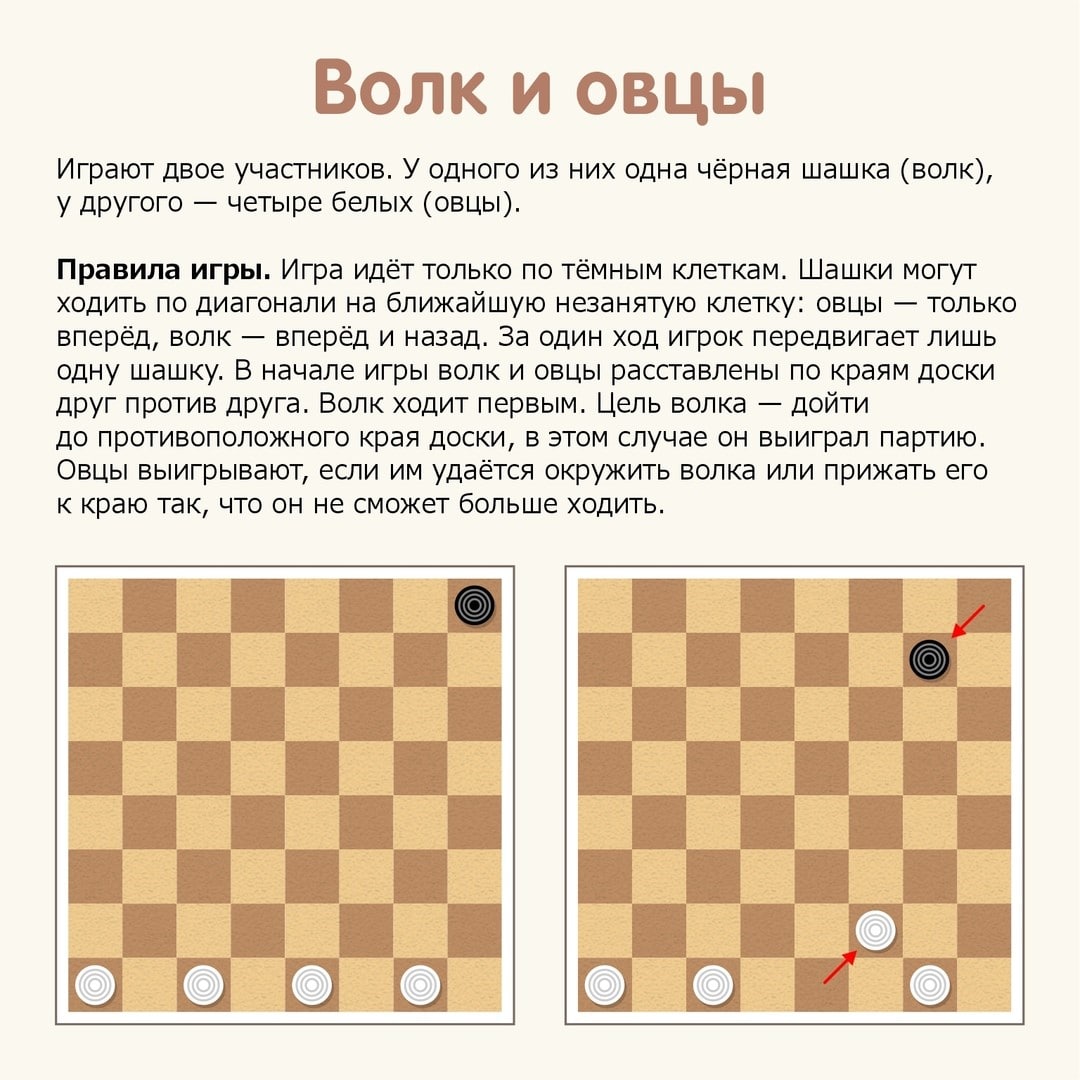 Волк и овцы
Играют двое участников. У одного из них одна чёрная шашка (волк),
у другого — четыре белых (овцы).
Правила игры. Игра идёт только по тёмным клеткам. Шашки могут
ходить по диагонали на ближайшую незанятую клетку: овцы — только
вперёд, волк — вперёд и назад. За один ход игрок передвигает лишь
одну шашку. В начале игры волк и овцы расставлены по краям доски
друг против друга. Волк ходит первым. Цель волка — дойти
до противоположного края доски, в этом случае он выиграл партию.
Овцы выигрывают, если им удаётся окружить волка или прижать его
к краю так, что он не сможет больше ходить.